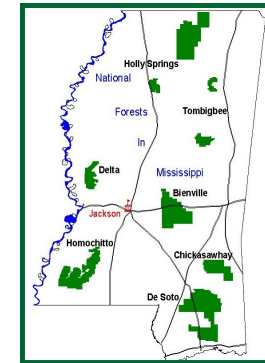 Holly Springs
National
Forests
Tombigbee
In
Mississippi
Delta
Bienville
Jackson
Homochitto
Chickasawhay
De Soto